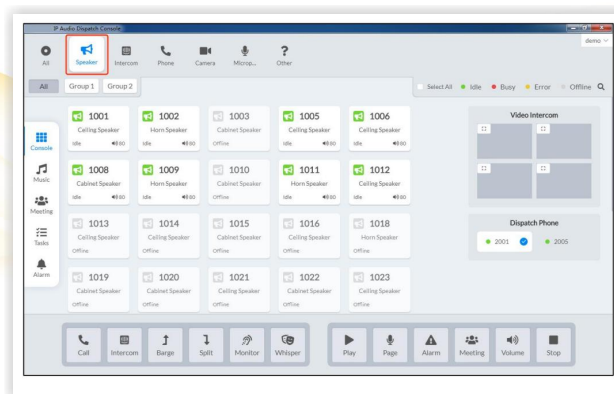 IP Audio Dispatch Console
demo
All Speaker Intercom Phone Camera Microp... Other
All Group 1 Group 2 Select All Idle Busy Error Offline
1001 1002 1003 1005 1006
Ceiling Speaker Horn Speaker Cabinet Speaker Ceiling Speaker Ceiling Speaker
Idle 80 Idle 80 Offline Idle 80 Idle 80
1008 1009 1010 1011 1012
Cabinet Speaker Horn Speaker Cabinet Speaker Horn Speaker Ceiling Speaker
Idle 80 Idle 80 Offline Idle 80 Idle 80
1013 1014 1015 1016 1018
Ceiling Speaker Ceiling Speaker Cabinet Speaker Ceiling Speaker Horn Speaker
Offline Offline Offline Offline Offline
1019 1020 1021 1022 1023
Cabinet Speaker Cabinet Speaker Ceiling Speaker Cabinet Speaker Ceiling Speaker
Offline Offline Offline Offline Offline
Console
Music
Meeting
Tasks
Alarm
Video Intercom
Dispatch Phone
2001 2005
Call Intercom Barge Split Monitor Whisper Play Page Alarm Meeting Volume Stop